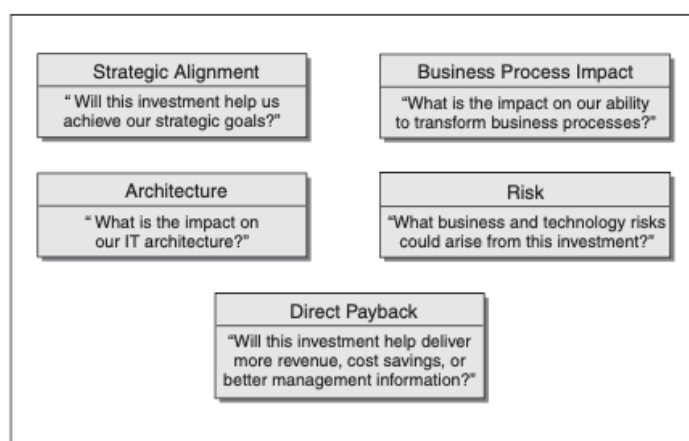 Strategic Alignment
“ Will this investment help us
achieve our strategic goals?”
Business Process Impact
“What is the impact on our ability
to transform business processes?”
Architecture
“ What is the impact on
our IT architecture?”
Risk
“What business and technology risks
could arise from this investment?”
Direct Payback
“Will this investment help deliver
more revenue, cost savings, or
better management information?”